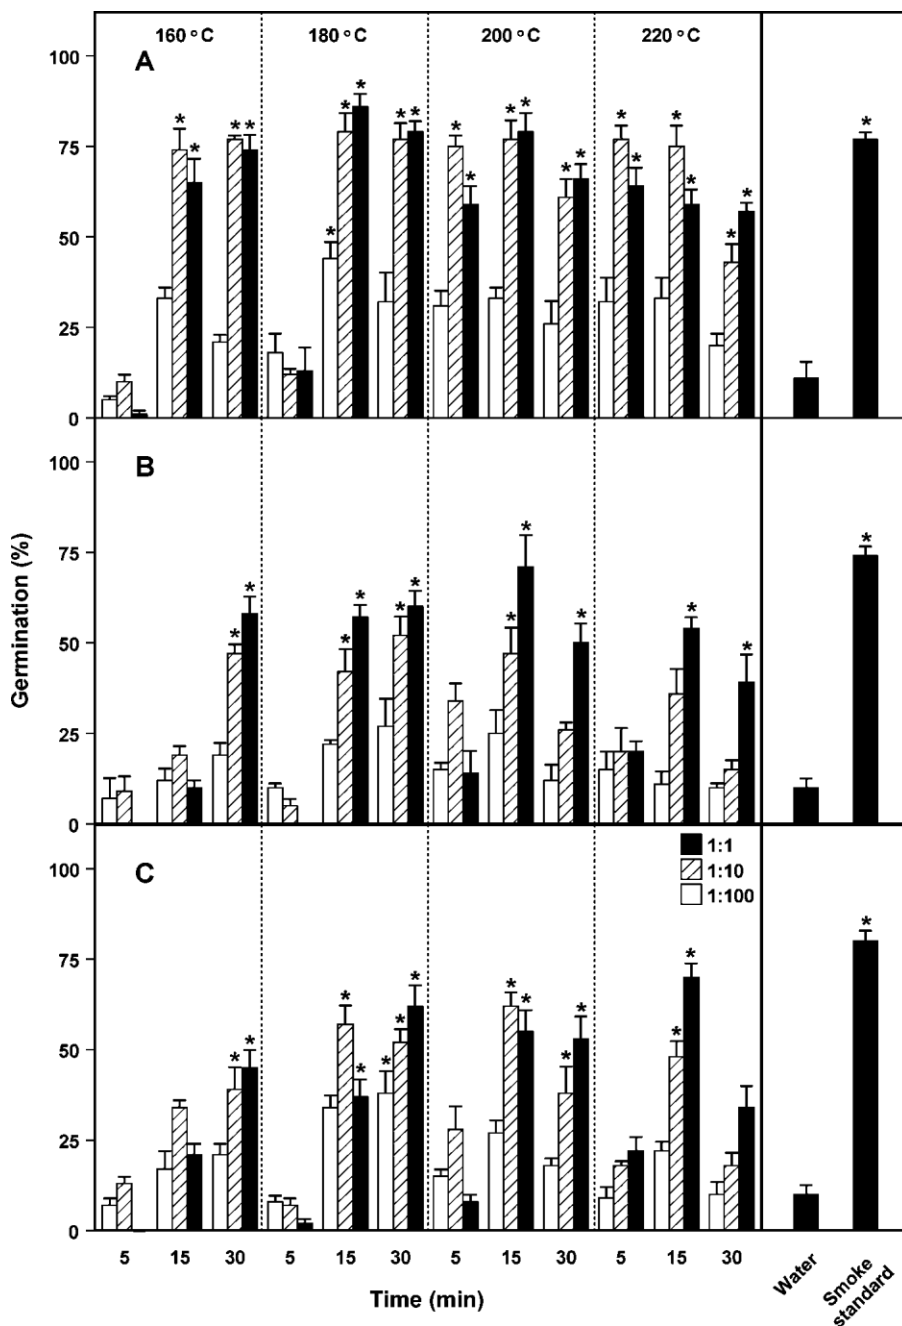 160 °C 180 °C 200 °C 220 °C
A
100
75
50
25
0
* * * * * * * * * * * * * * * * * * * * * *
B
100
75
50
25
0
* * * * * * * * * * * *
C
1:1
1:10
1:100
100
75
50
25
0
* * * * * * * * * * * * * *
Germination (%)
5 15 30 5 15 30 5 15 30 5 15 30
Water
Smoke
standard
Time (min)